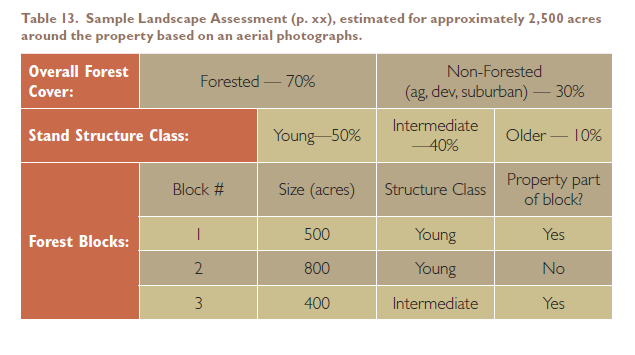 Table 13. Sample Landscape Assessment (p. xx), estimated for approximately 2,500 acres
around the property based on an aerial photographs.
Overall Forest
Cover:
Forested — 70%
Non-Forested
(ag, dev, suburban) — 30%
Stand Structure Class:
Young—50%
Intermediate
—40%
Older — 10%
Forest Blocks:
Block #
Size (acres)
Structure Class
Property part
of block?
1
500
Young
Yes
2
800
Young
No
3
400
Intermediate
Yes